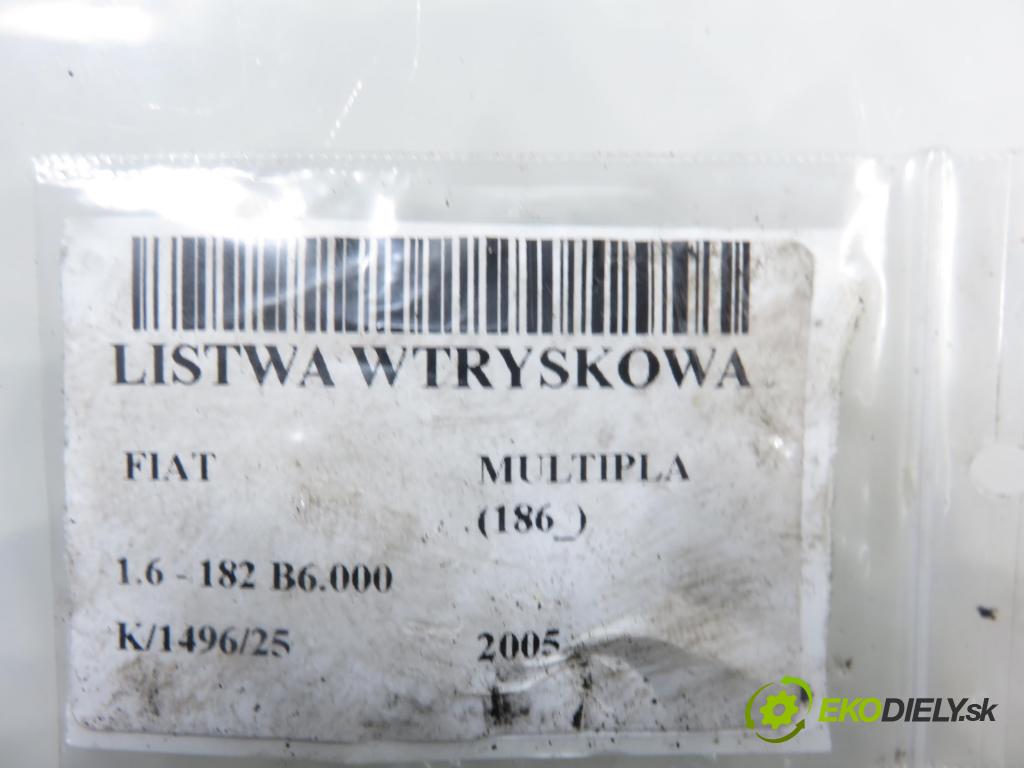 LISTWA WTRYSKOWA
FIAT MULTIPLA
(186_)
1.6 - 182 B6.000
K/1496/25 2005
EKODIELY.sk